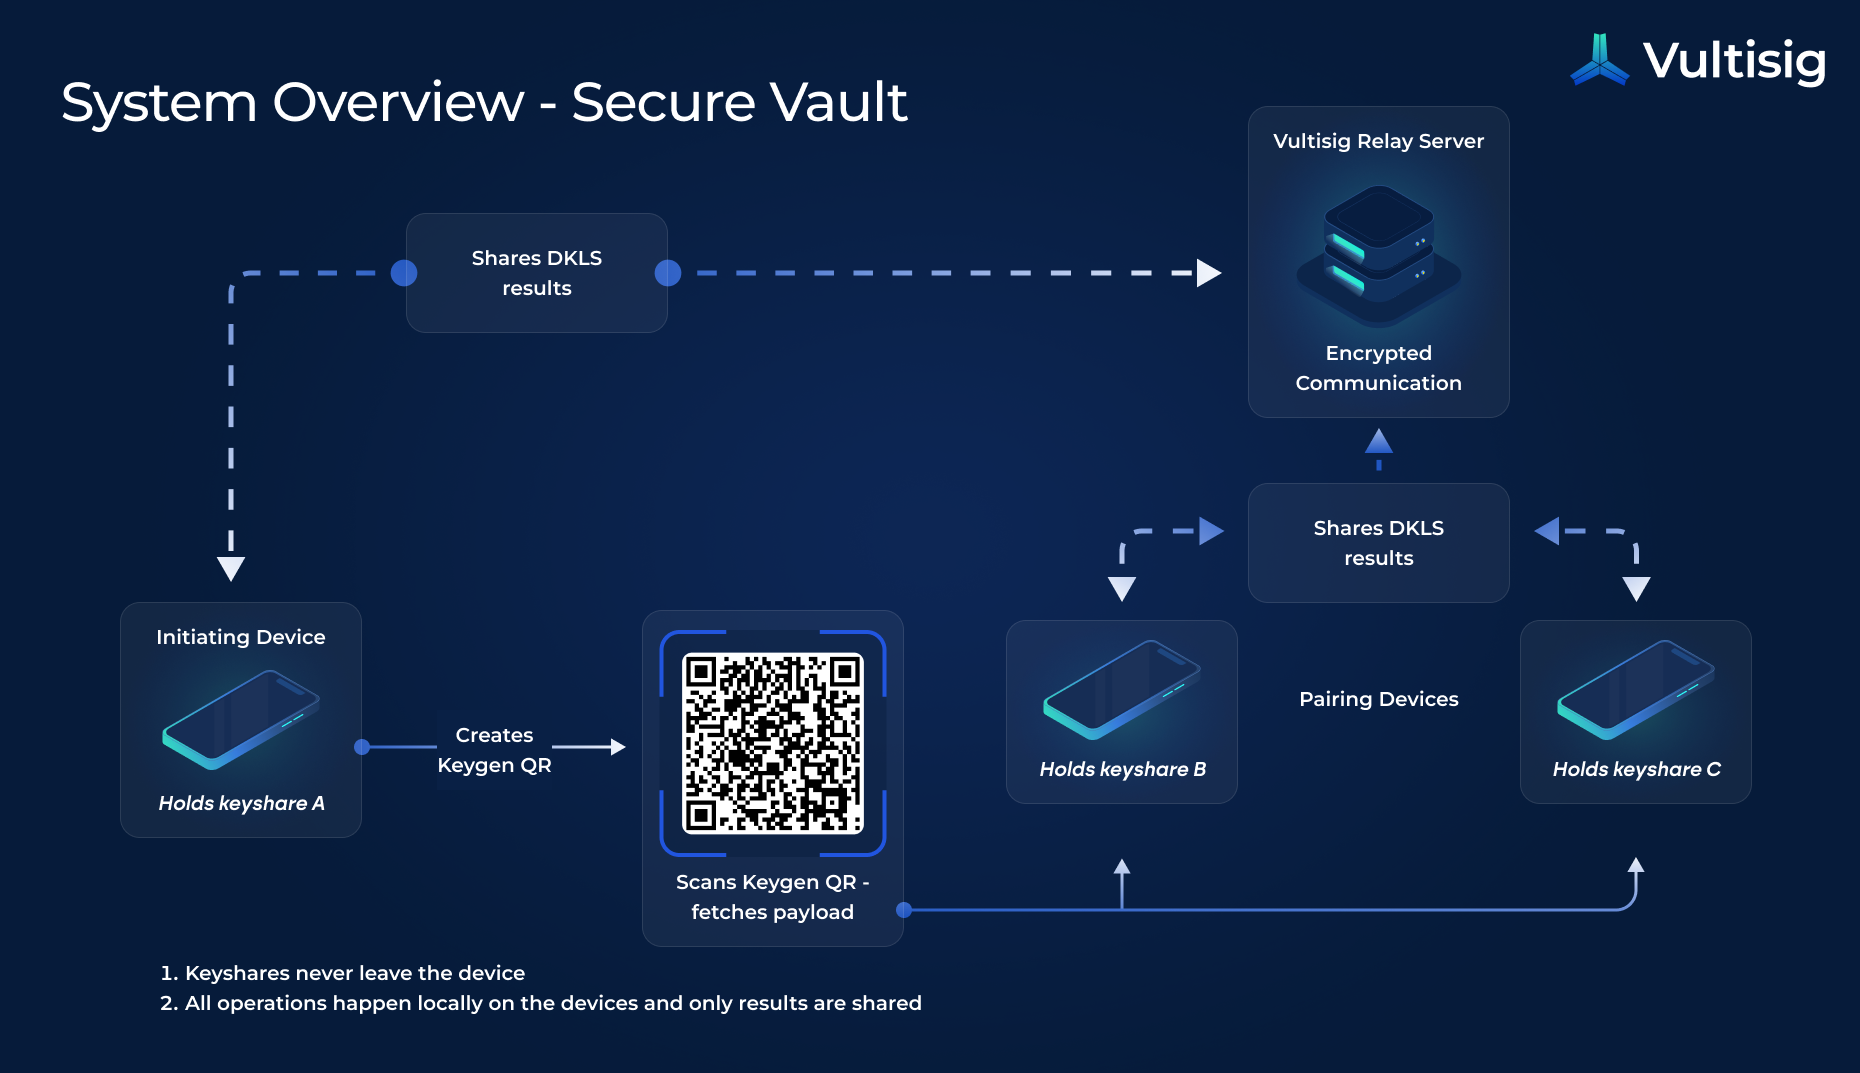 Vultisig
System Overview - Secure Vault
Vultisig Relay Server
Encrypted
Communication
Shares DKLS
results
Shares DKLS
results
Initiating Device
Holds keyshare A
Creates
Keygen QR
Scans Keygen QR -
fetches payload
Holds keyshare B
Pairing Devices
Holds keyshare C
1. Keyshares never leave the device
2. All operations happen locally on the devices and only results are shared